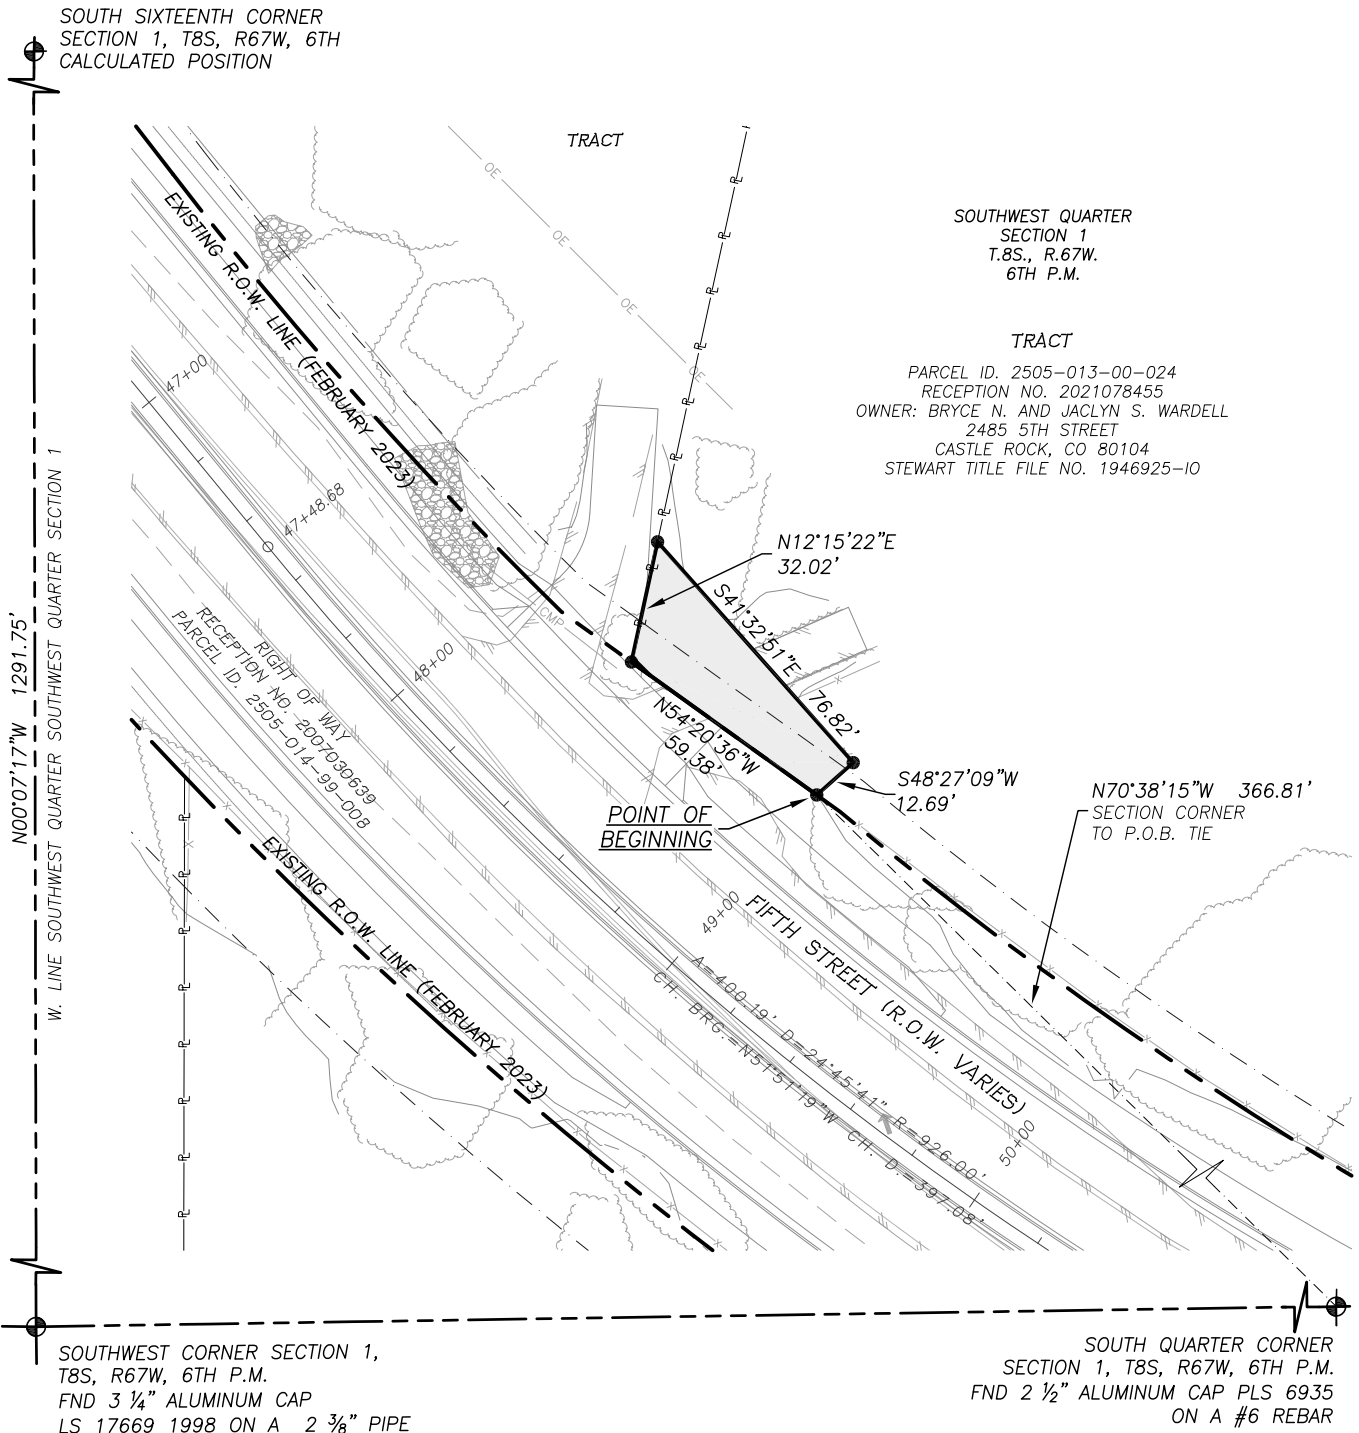 SOUTH SIXTEENTH CORNER
SECTION 1, T8S, R67W, 6TH
CALCULATED POSITION
TRACT
OE
OE
OE
OE
SOUTHWEST QUARTER
SECTION 1
T.8S., R.67W.
6TH P.M.
TRACT
PARCEL ID. 2505-013-00-024
RECEPTION NO. 2021078455
OWNER: BRYCE N. AND JACLYN S. WARDELL
2485 5TH STREET
CASTLE ROCK, CO 80104
STEWART TITLE FILE NO. 1946925-IO
EXISTING R.O.W. LINE (FEBRUARY 2023)
47+00
47+48.68
48+00
CMP
N12°15'22"E
32.02'
S41°32'51"E 76.82'
N54°20'36"W
59.38'
S48°27'09"W
12.69'
POINT OF
BEGINNING
N70°38'15"W 366.81'
SECTION CORNER
TO P.O.B. TIE
N00°07'17"W 1291.75'
W. LINE SOUTHWEST QUARTER SOUTHWEST QUARTER SECTION 1
RIGHT OF WAY
RECEPTION NO. 2007030639
PARCEL ID. 2505-014-99-008
EXISTING R.O.W. LINE (FEBRUARY 2023)
49+00
FIFTH STREET (R.O.W. VARIES)
A=400.19' D=24°45'41" R=926.00'
CH. BRG.=N51°51'19"W CH. D.=397.08'
50+00
SOUTHWEST CORNER SECTION 1,
T8S, R67W, 6TH P.M.
FND 3 ¼" ALUMINUM CAP
LS 17669 1998 ON A 2 ⅜" PIPE
SOUTH QUARTER CORNER
SECTION 1, T8S, R67W, 6TH P.M.
FND 2 ½" ALUMINUM CAP PLS 6935
ON A #6 REBAR